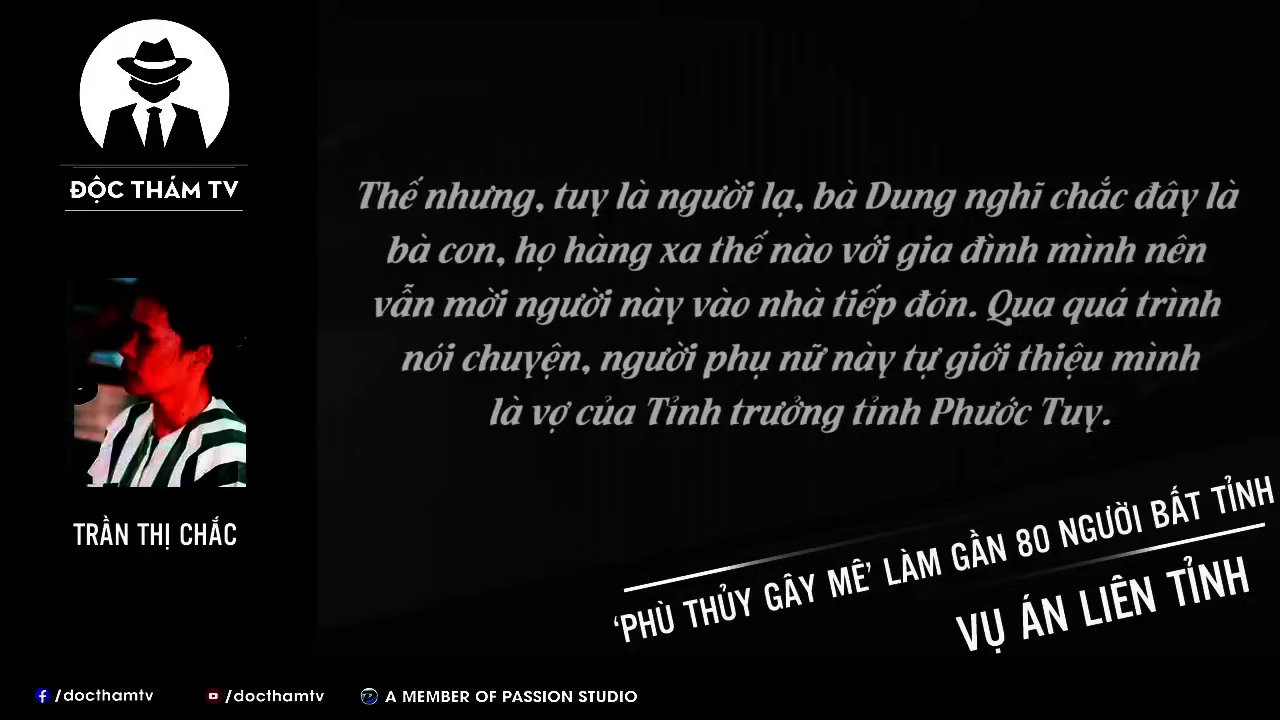 ĐỘC THÁM TV
Thế nhưng, tuy là người lạ, bà Dung nghĩ chắc đây là
bà con, họ hàng xa thế nào với gia đình mình nên
vẫn mời người này vào nhà tiếp đón. Qua quá trình
nói chuyện, người phụ nữ này tự giới thiệu mình
là vợ của Tỉnh trưởng tỉnh Phước Tuy.
TRẦN THỊ CHẮC
‘PHÙ THỦY GÂY MÊ’ LÀM GẦN 80 NGƯỜI BẤT TỈNH
VỤ ÁN LIÊN TỈNH
/docthamtv
/docthamtv
A MEMBER OF PASSION STUDIO